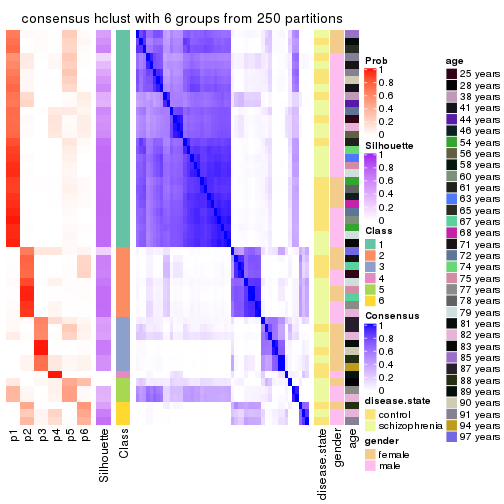 consensus hclust with 6 groups from 250 partitions
p1
p2
p3
p4
p5
p6
Silhouette
Class
disease.state
gender
age
Prob
1
0.8
0.6
0.4
0.2
0
Silhouette
1
0.8
0.6
0.4
0.2
0
Class
1
2
3
4
5
6
Consensus
1
0.8
0.6
0.4
0.2
0
disease.state
control
schizophrenia
gender
female
male
age
25 years
28 years
38 years
41 years
44 years
46 years
54 years
56 years
58 years
60 years
61 years
63 years
65 years
67 years
68 years
71 years
72 years
74 years
75 years
77 years
78 years
79 years
81 years
82 years
83 years
85 years
87 years
88 years
89 years
90 years
91 years
94 years
97 years